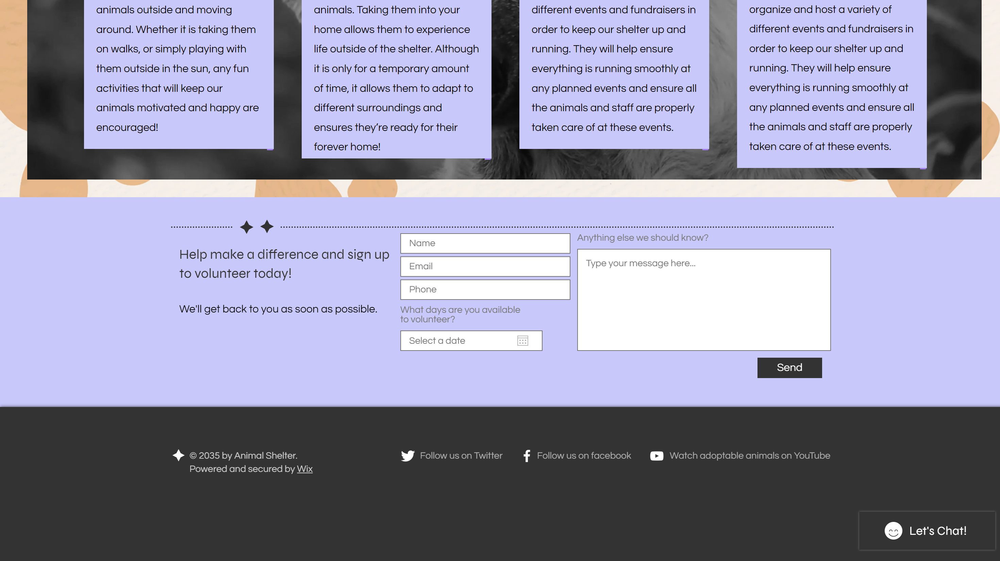 animals outside and moving
around. Whether it is taking them
on walks, or simply playing with
them outside in the sun, any fun
activities that will keep our
animals motivated and happy are
encouraged!
animals. Taking them into your
home allows them to experience
life outside of the shelter. Although
it is only for a temporary amount
of time, it allows them to adapt to
different surroundings and
ensures they’re ready for their
forever home!
different events and fundraisers in
order to keep our shelter up and
running. They will help ensure
everything is running smoothly at
any planned events and ensure all
the animals and staff are properly
taken care of at these events.
organize and host a variety of
different events and fundraisers in
order to keep our shelter up and
running. They will help ensure
everything is running smoothly at
any planned events and ensure all
the animals and staff are properly
taken care of at these events.
Help make a difference and sign up
to volunteer today!
We'll get back to you as soon as possible.
Name
Email
Phone
What days are you available
to volunteer?
Select a date
Anything else we should know?
Type your message here...
Send
© 2035 by Animal Shelter.
Powered and secured by Wix
Follow us on Twitter
Follow us on facebook
Watch adoptable animals on YouTube
Let's Chat!